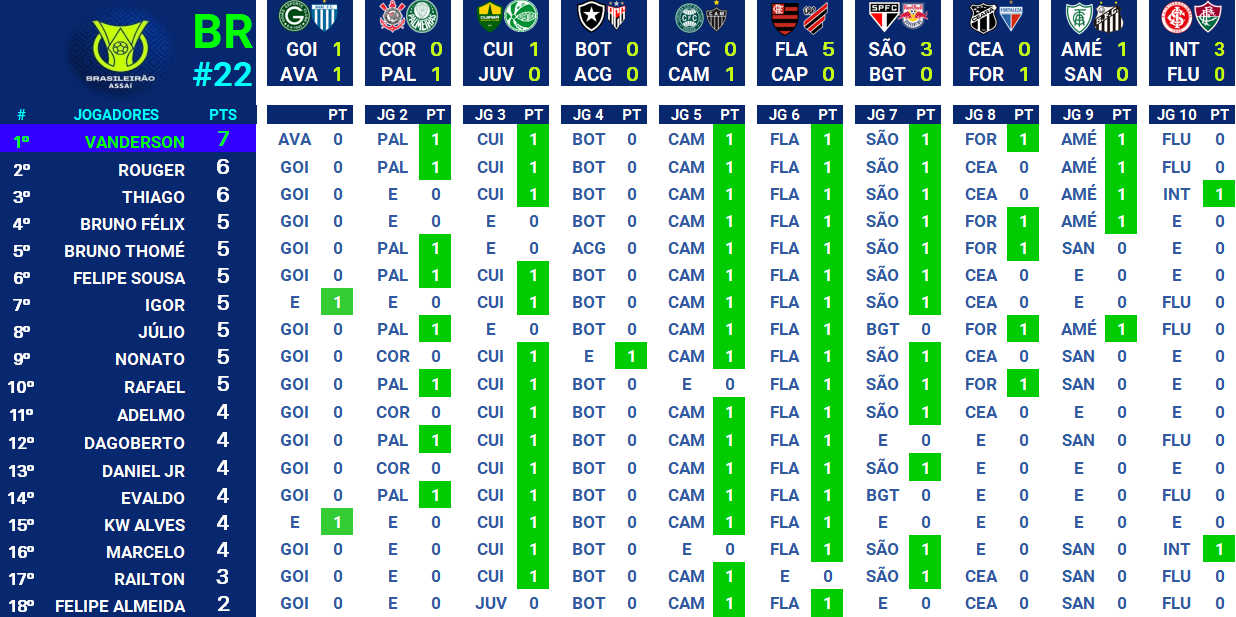 BR
#22
BRASILEIRÃO
ASSAÍ
SPFC
CUIABÁ
CFC
FORTALEZA
GOI 1 COR 0 CUI 1 BOT 0 CFC 0 FLA 5 SÃO 3 CEA 0 AMÉ 1 INT 3
AVA 1 PAL 1 JUV 0 ACG 0 CAM 1 CAP 0 BGT 0 FOR 1 SAN 0 FLU 0
# JOGADORES PTS PT JG 2 PT JG 3 PT JG 4 PT JG 5 PT JG 6 PT JG 7 PT JG 8 PT JG 9 PT JG 10 PT
1º VANDERSON 7 AVA 0 PAL 1 CUI 1 BOT 0 CAM 1 FLA 1 SÃO 1 FOR 1 AMÉ 1 FLU 0
2º ROUGER 6 GOI 0 PAL 1 CUI 1 BOT 0 CAM 1 FLA 1 SÃO 1 CEA 0 AMÉ 1 FLU 0
3º THIAGO 6 GOI 0 E 0 CUI 1 BOT 0 CAM 1 FLA 1 SÃO 1 CEA 0 AMÉ 1 INT 1
4º BRUNO FÉLIX 5 GOI 0 E 0 E 0 BOT 0 CAM 1 FLA 1 SÃO 1 FOR 1 AMÉ 1 E 0
5º BRUNO THOMÉ 5 GOI 0 PAL 1 E 0 ACG 0 CAM 1 FLA 1 SÃO 1 FOR 1 SAN 0 E 0
6º FELIPE SOUSA 5 GOI 0 PAL 1 CUI 1 BOT 0 CAM 1 FLA 1 SÃO 1 CEA 0 E 0 E 0
7º IGOR 5 E 1 E 0 CUI 1 BOT 0 CAM 1 FLA 1 SÃO 1 CEA 0 E 0 FLU 0
8º JÚLIO 5 GOI 0 PAL 1 E 0 BOT 0 CAM 1 FLA 1 BGT 0 FOR 1 AMÉ 1 FLU 0
9º NONATO 5 GOI 0 COR 0 CUI 1 E 1 CAM 1 FLA 1 SÃO 1 CEA 0 SAN 0 E 0
10º RAFAEL 5 GOI 0 PAL 1 CUI 1 BOT 0 E 0 FLA 1 SÃO 1 FOR 1 SAN 0 E 0
11º ADELMO 4 GOI 0 COR 0 CUI 1 BOT 0 CAM 1 FLA 1 SÃO 1 CEA 0 E 0 E 0
12º DAGOBERTO 4 GOI 0 PAL 1 CUI 1 BOT 0 CAM 1 FLA 1 E 0 E 0 SAN 0 FLU 0
13º DANIEL JR 4 GOI 0 COR 0 CUI 1 BOT 0 CAM 1 FLA 1 SÃO 1 E 0 E 0 E 0
14º EVALDO 4 GOI 0 PAL 1 CUI 1 BOT 0 CAM 1 FLA 1 BGT 0 E 0 E 0 FLU 0
15º KW ALVES 4 E 1 E 0 CUI 1 BOT 0 CAM 1 FLA 1 E 0 E 0 E 0 E 0
16º MARCELO 4 GOI 0 E 0 CUI 1 BOT 0 E 0 FLA 1 SÃO 1 E 0 SAN 0 INT 1
17º RAILTON 3 GOI 0 E 0 CUI 1 BOT 0 CAM 1 E 0 SÃO 1 CEA 0 SAN 0 FLU 0
18º FELIPE ALMEIDA 2 GOI 0 E 0 JUV 0 BOT 0 CAM 1 FLA 1 E 0 CEA 0 SAN 0 FLU 0